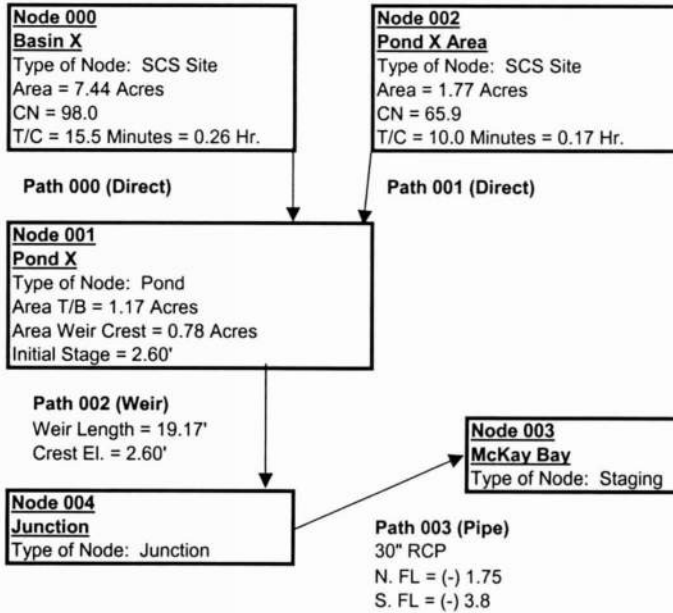 Node 000
Basin X
Type of Node: SCS Site
Area = 7.44 Acres
CN = 98.0
T/C = 15.5 Minutes = 0.26 Hr.
Node 002
Pond X Area
Type of Node: SCS Site
Area = 1.77 Acres
CN = 65.9
T/C = 10.0 Minutes = 0.17 Hr.
Path 000 (Direct)
Path 001 (Direct)
Node 001
Pond X
Type of Node: Pond
Area T/B = 1.17 Acres
Area Weir Crest = 0.78 Acres
Initial Stage = 2.60'
Path 002 (Weir)
Weir Length = 19.17'
Crest El. = 2.60'
Node 003
McKay Bay
Type of Node: Staging
Node 004
Junction
Type of Node: Junction
Path 003 (Pipe)
30" RCP
N. FL = (-) 1.75
S. FL = (-) 3.8